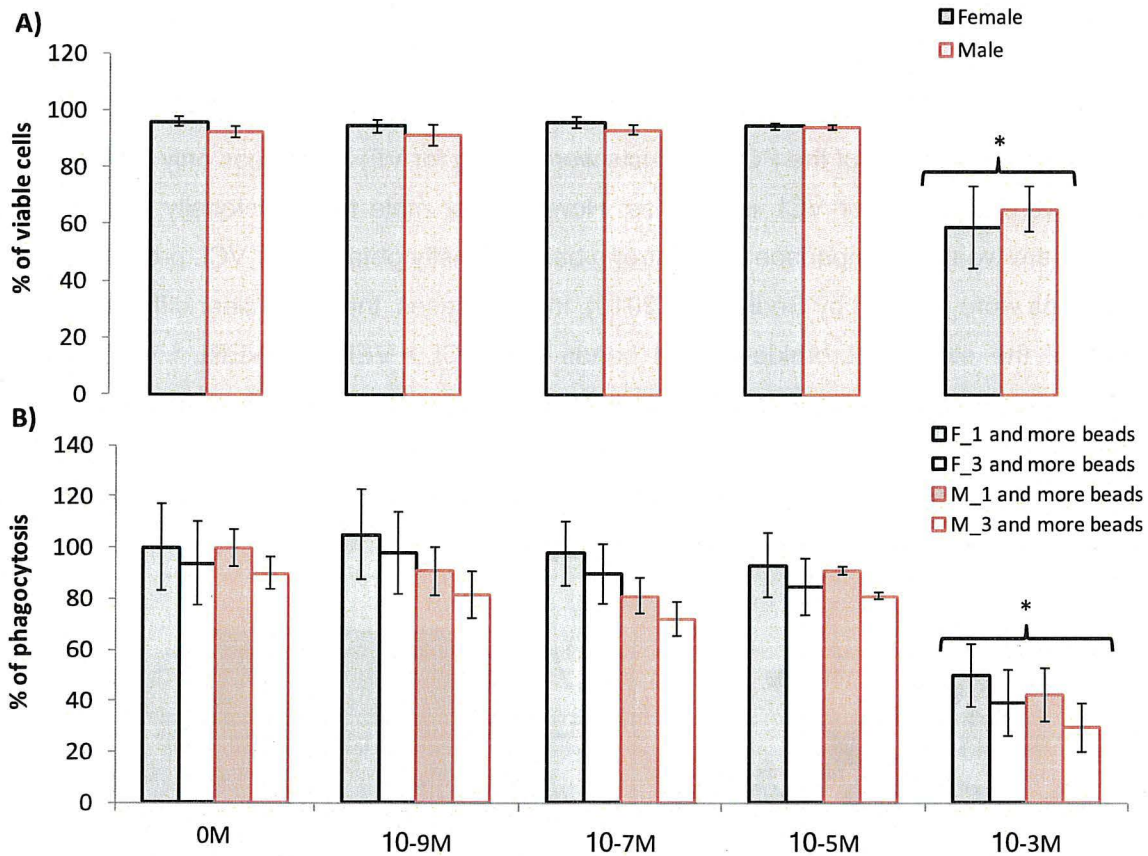 A)
Female
Male
% of viable cells
120
100
80
60
40
20
0
*
B)
F_1 and more beads
F_3 and more beads
M_1 and more beads
M_3 and more beads
% of phagocytosis
140
120
100
80
60
40
20
0
*
0M
10-9M
10-7M
10-5M
10-3M